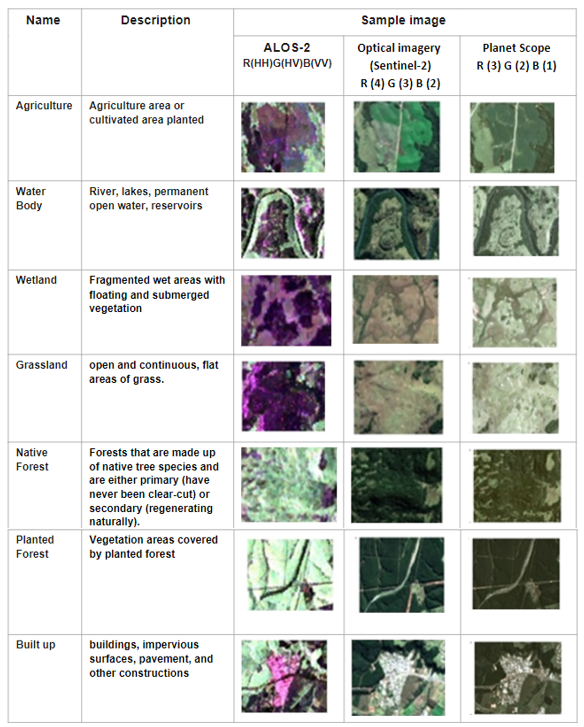 Name
Description
Sample image
ALOS-2
R(HH)G(HV)B(VV)
Optical imagery
(Sentinel-2)
R (4) G (3) B (2)
Planet Scope
R (3) G (2) B (1)
Agriculture
Agriculture area or
cultivated area planted
Water
Body
River, lakes, permanent
open water, reservoirs
Wetland
Fragmented wet areas with
floating and submerged
vegetation
Grassland
open and continuous, flat
areas of grass.
Native
Forest
Forests that are made up
of native tree species and
are either primary (have
never been clear-cut) or
secondary (regenerating
naturally).
Planted
Forest
Vegetation areas covered
by planted forest
Built up
buildings, impervious
surfaces, pavement, and
other constructions